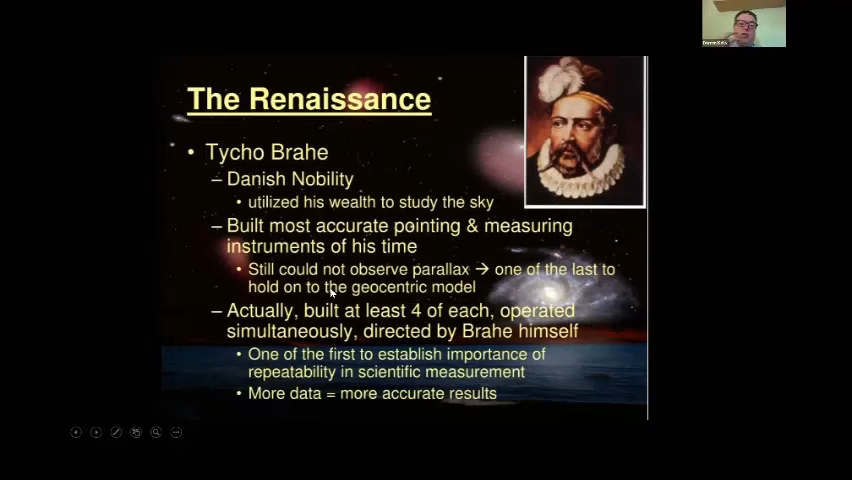 The Renaissance
• Tycho Brahe
– Danish Nobility
• utilized his wealth to study the sky
– Built most accurate pointing & measuring
instruments of his time
• Still could not observe parallax → one of the last to
hold on to the geocentric model
– Actually, built at least 4 of each, operated
simultaneously, directed by Brahe himself
• One of the first to establish importance of
repeatability in scientific measurement
• More data = more accurate results